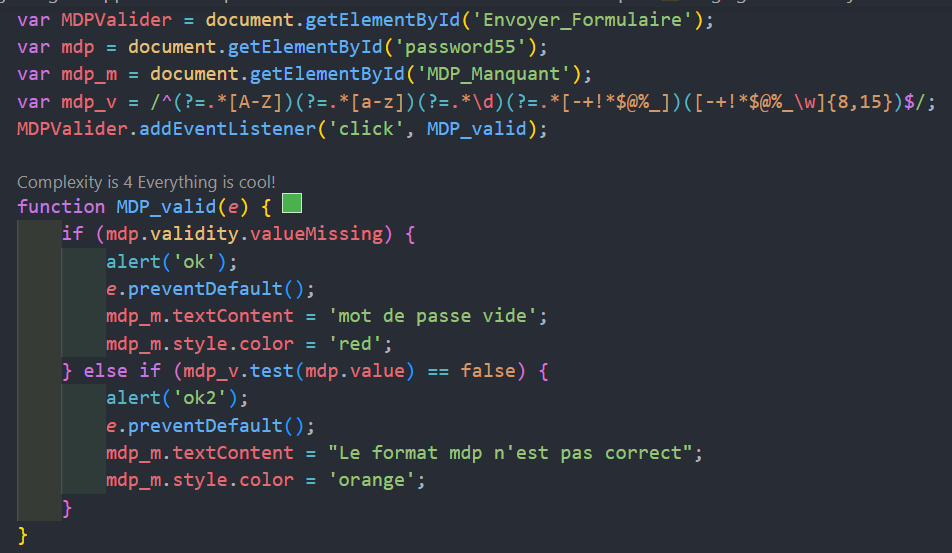 var MDPValider = document.getElementById('Envoyer_Formulaire');
var mdp = document.getElementById('password55');
var mdp_m = document.getElementById('MDP_Manquant');
var mdp_v = /^(?=.*[A-Z])(?=.*[a-z])(?=.*\d)(?=.*[-+!*$@%_])([-+!*$@%_\w]{8,15})$/;
MDPValider.addEventListener('click', MDP_valid);
Complexity is 4 Everything is cool!
function MDP_valid(e) {
if (mdp.validity.valueMissing) {
alert('ok');
e.preventDefault();
mdp_m.textContent = 'mot de passe vide';
mdp_m.style.color = 'red';
} else if (mdp_v.test(mdp.value) == false) {
alert('ok2');
e.preventDefault();
mdp_m.textContent = "Le format mdp n'est pas correct";
mdp_m.style.color = 'orange';
}
}